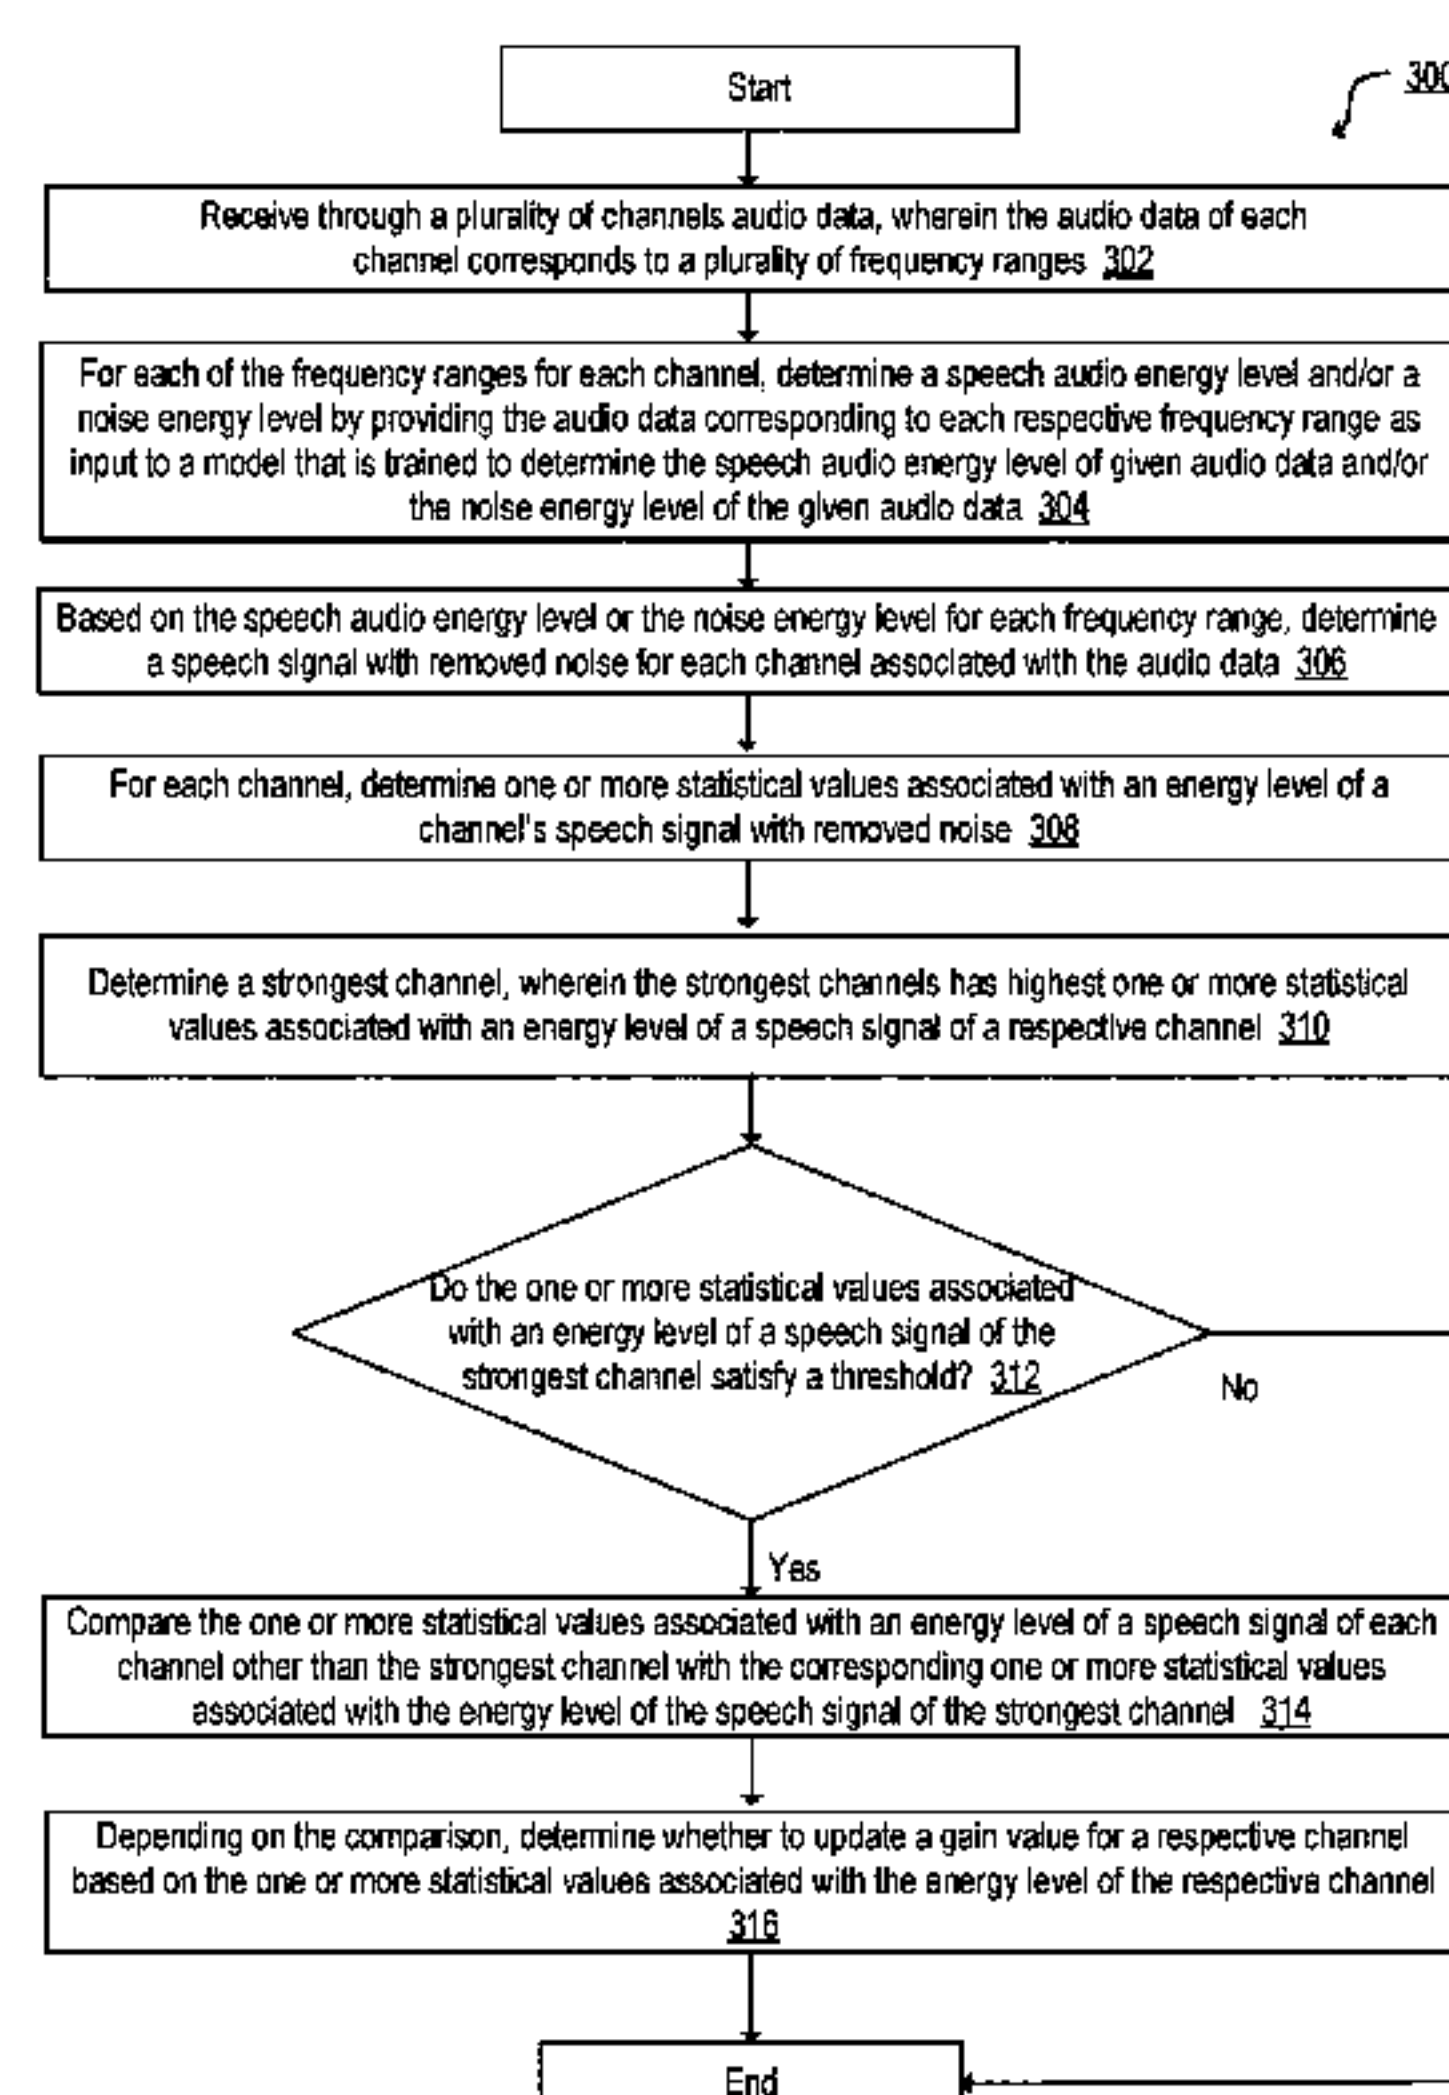 Start
300
Receive through a plurality of channels audio data, wherein the audio data of each
channel corresponds to a plurality of frequency ranges 302
For each of the frequency ranges for each channel, determine a speech audio energy level and/or a
noise energy level by providing the audio data corresponding to each respective frequency range as
input to a model that is trained to determine the speech audio energy level of given audio data and/or
the noise energy level of the given audio data 304
Based on the speech audio energy level or the noise energy level for each frequency range, determine
a speech signal with removed noise for each channel associated with the audio data 306
For each channel, determine one or more statistical values associated with an energy level of a
channel's speech signal with removed noise 308
Determine a strongest channel, wherein the strongest channels has highest one or more statistical
values associated with an energy level of a speech signal of a respective channel 310
Do the one or more statistical values associated
with an energy level of a speech signal of the
strongest channel satisfy a threshold? 312
No
Yes
Compare the one or more statistical values associated with an energy level of a speech signal of each
channel other than the strongest channel with the corresponding one or more statistical values
associated with the energy level of the speech signal of the strongest channel 314
Depending on the comparison, determine whether to update a gain value for a respective channel
based on the one or more statistical values associated with the energy level of the respective channel
316
End